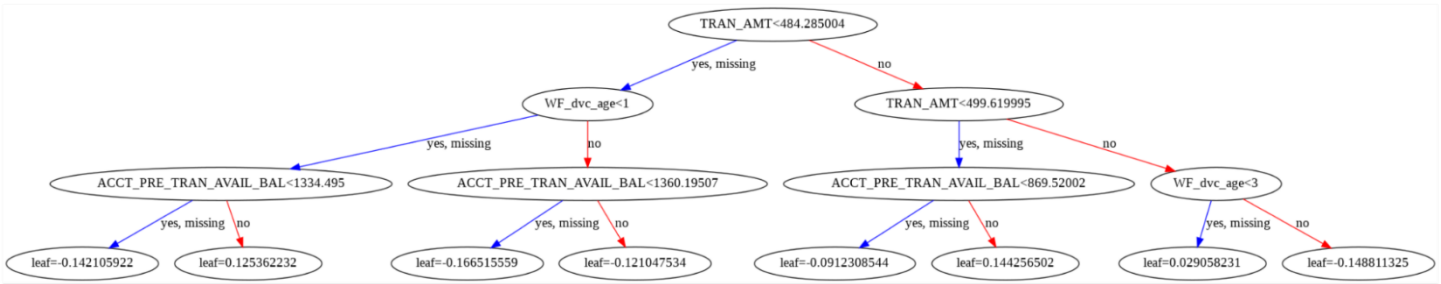 TRAN_AMT<484.285004
yes, missing
no
WF_dvc_age<1
TRAN_AMT<499.619995
yes, missing
no
yes, missing
no
ACCT_PRE_TRAN_AVAIL_BAL<1334.495
ACCT_PRE_TRAN_AVAIL_BAL<1360.19507
ACCT_PRE_TRAN_AVAIL_BAL<869.52002
WF_dvc_age<3
yes, missing
no
yes, missing
no
yes, missing
no
yes, missing
no
leaf=-0.142105922
leaf=0.125362232
leaf=-0.166515559
leaf=-0.121047534
leaf=-0.0912308544
leaf=0.144256502
leaf=0.029058231
leaf=-0.148811325